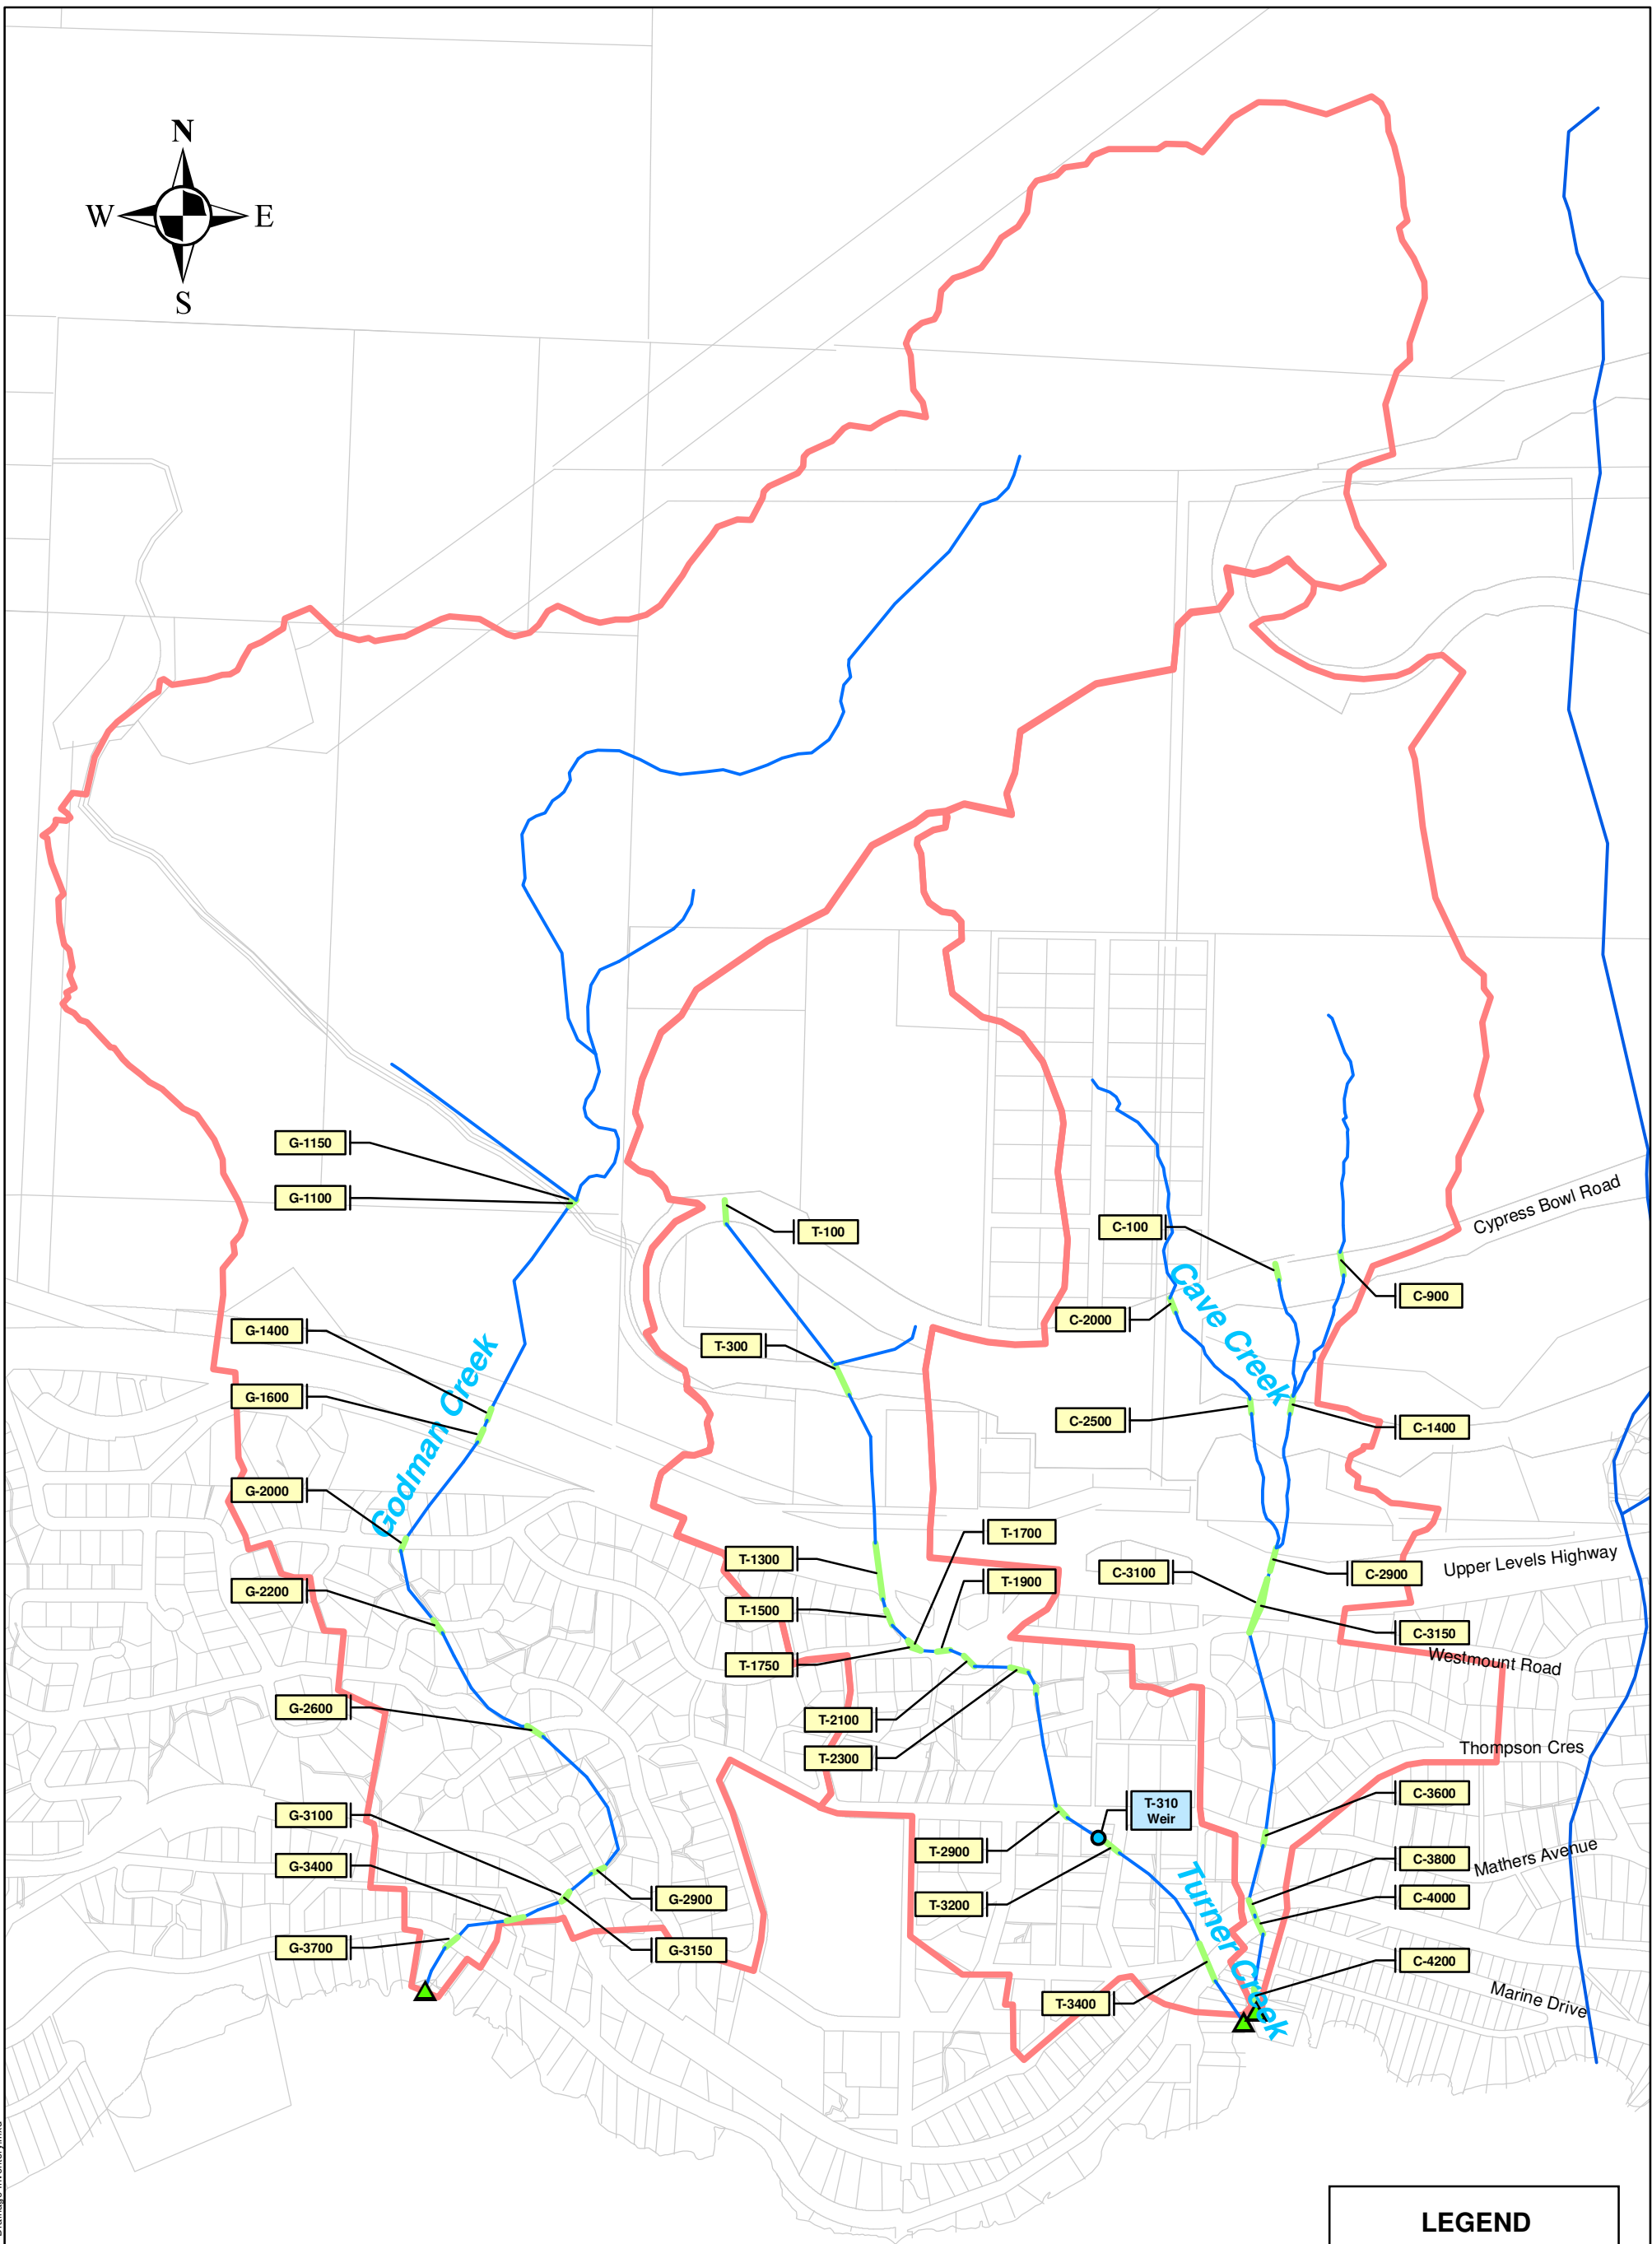 N
W
E
S
G-1150
G-1100
T-100
C-100
Cypress Bowl Road
Cave Creek
C-900
C-2000
G-1400
T-300
Godman Creek
G-1600
C-2500
C-1400
G-2000
T-1700
T-1300
Upper Levels Highway
C-3100
C-2900
T-1900
G-2200
T-1500
C-3150
T-1750
Westmount Road
G-2600
T-2100
T-2300
Thompson Cres
C-3600
T-310
Weir
G-3100
T-2900
C-3800
Mathers Avenue
G-3400
C-4000
G-2900
T-3200
Turner Creek
G-3700
G-3150
C-4200
T-3400
Marine Drive
LEGEND